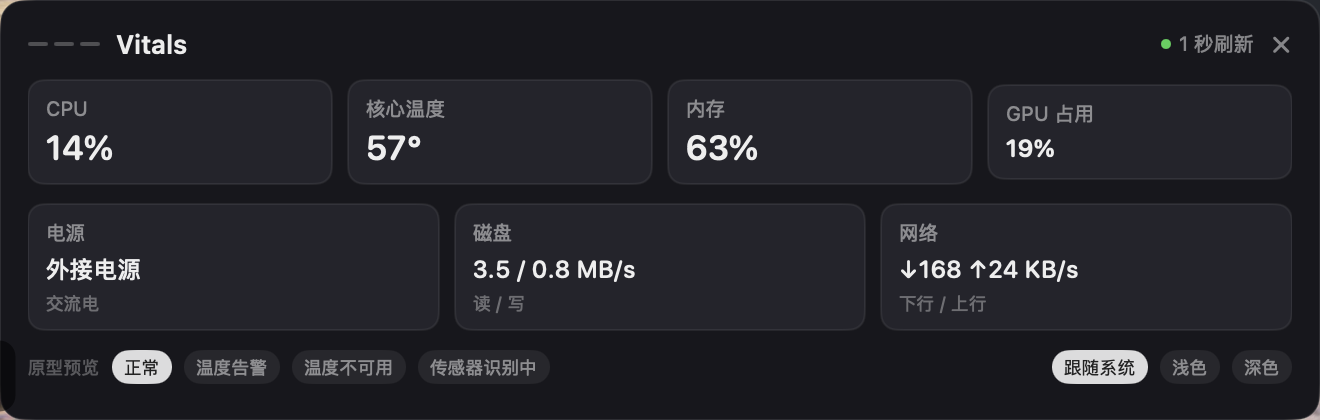 Vitals
1 秒刷新
CPU
14%
核心温度
57°
内存
63%
GPU 占用
19%
电源
外接电源
交流电
磁盘
3.5 / 0.8 MB/s
读 / 写
网络
↓168 ↑24 KB/s
下行 / 上行
原型预览 正常 温度告警 温度不可用 传感器识别中 跟随系统 浅色 深色